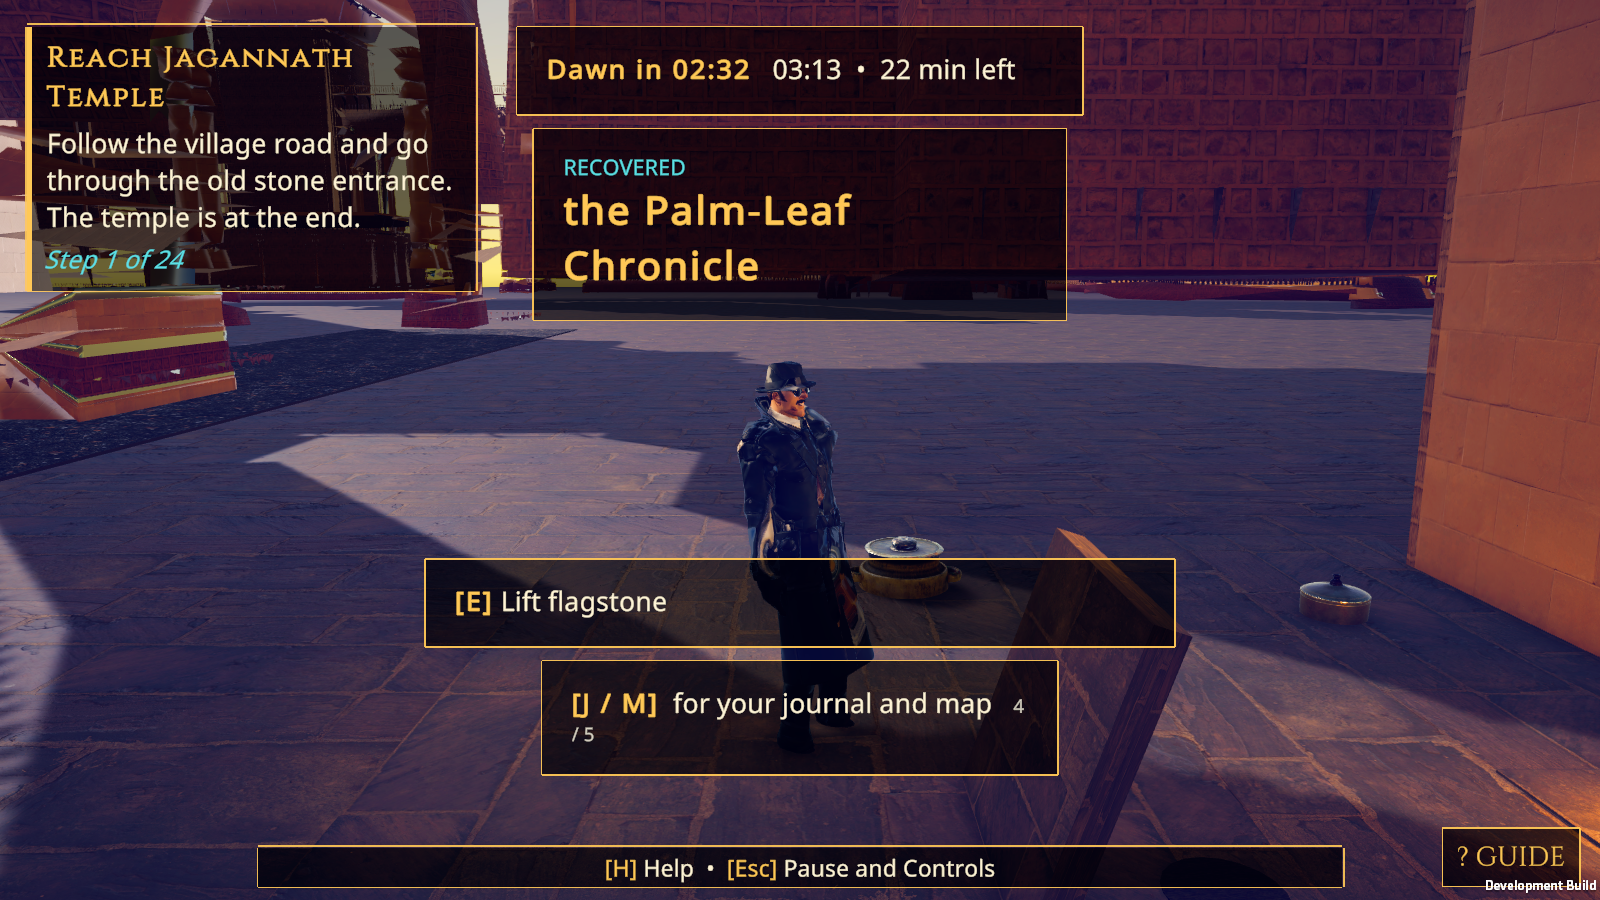 Reach Jagannath
Temple
Follow the village road and go
through the old stone entrance.
The temple is at the end.
Step 1 of 24
Dawn in 02:32 03:13 • 22 min left
RECOVERED
the Palm-Leaf
Chronicle
[E] Lift flagstone
[J / M] for your journal and map 4
/ 5
[H] Help • [Esc] Pause and Controls
? GUIDE
Development Build